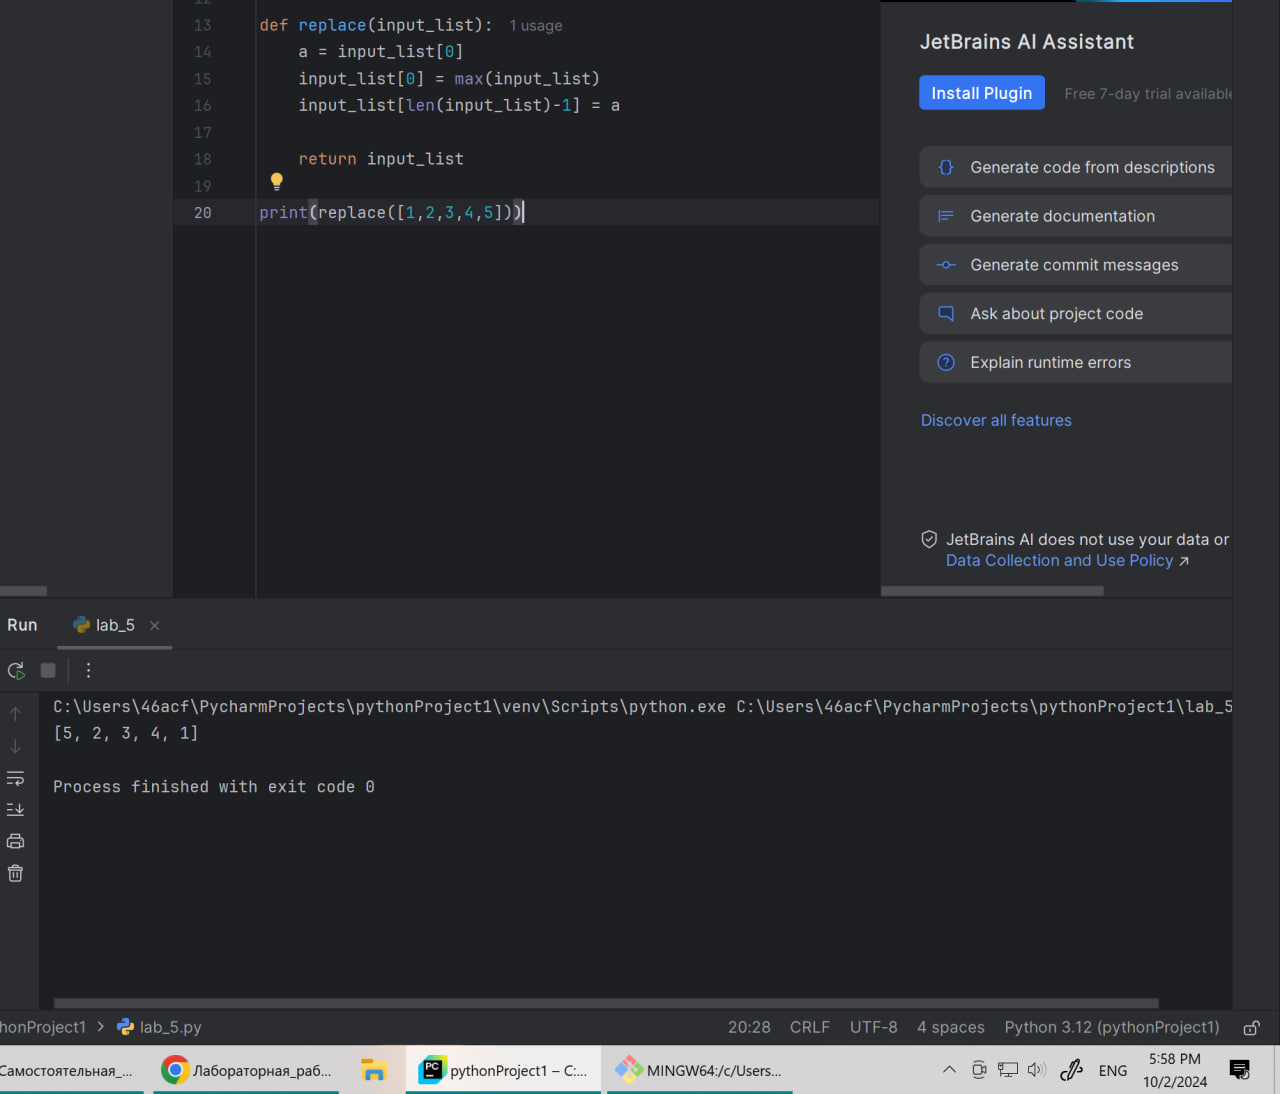 12
13 def replace(input_list): 1 usage
14 a = input_list[0]
15 input_list[0] = max(input_list)
16 input_list[len(input_list)-1] = a
17
18 return input_list
19
20 print(replace([1,2,3,4,5]))
JetBrains AI Assistant
Install Plugin Free 7-day trial available
Generate code from descriptions
Generate documentation
Generate commit messages
Ask about project code
Explain runtime errors
Discover all features
JetBrains AI does not use your data or
Data Collection and Use Policy ↗
Run lab_5
C:\Users\46acf\PycharmProjects\pythonProject1\venv\Scripts\python.exe C:\Users\46acf\PycharmProjects\pythonProject1\lab_5
[5, 2, 3, 4, 1]
Process finished with exit code 0
honProject1 > lab_5.py 20:28 CRLF UTF-8 4 spaces Python 3.12 (pythonProject1)
Самостоятельная_... Лабораторная_раб... PC pythonProject1 – C:... MINGW64:/c/Users... ENG 5:58 PM
10/2/2024